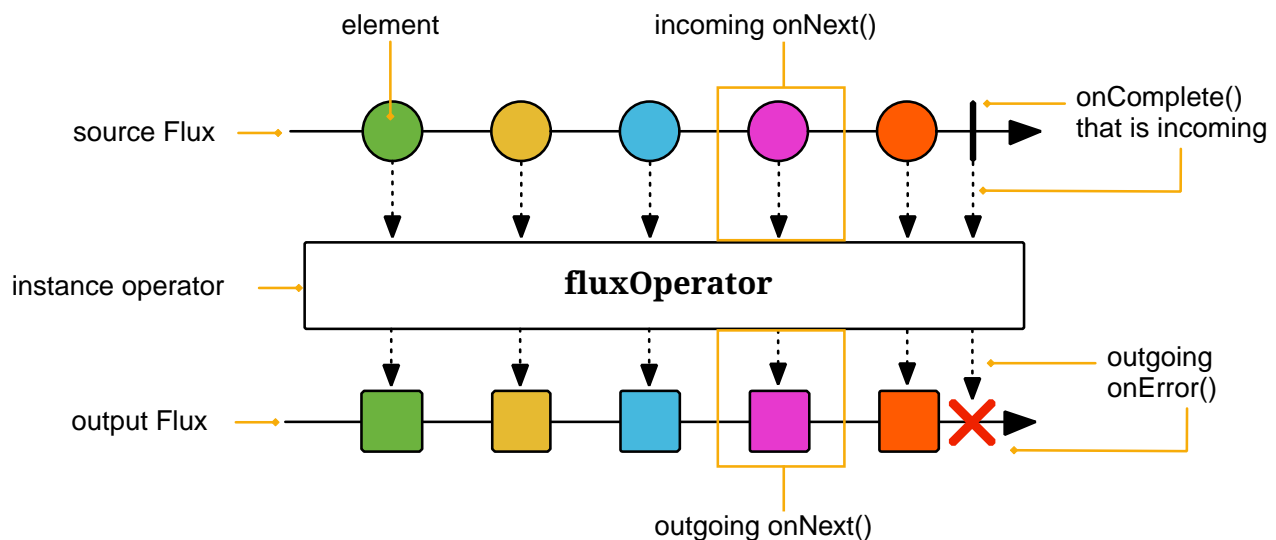 element
incoming onNext()
source Flux
onComplete()
that is incoming
instance operator
fluxOperator
outgoing
onError()
output Flux
outgoing onNext()